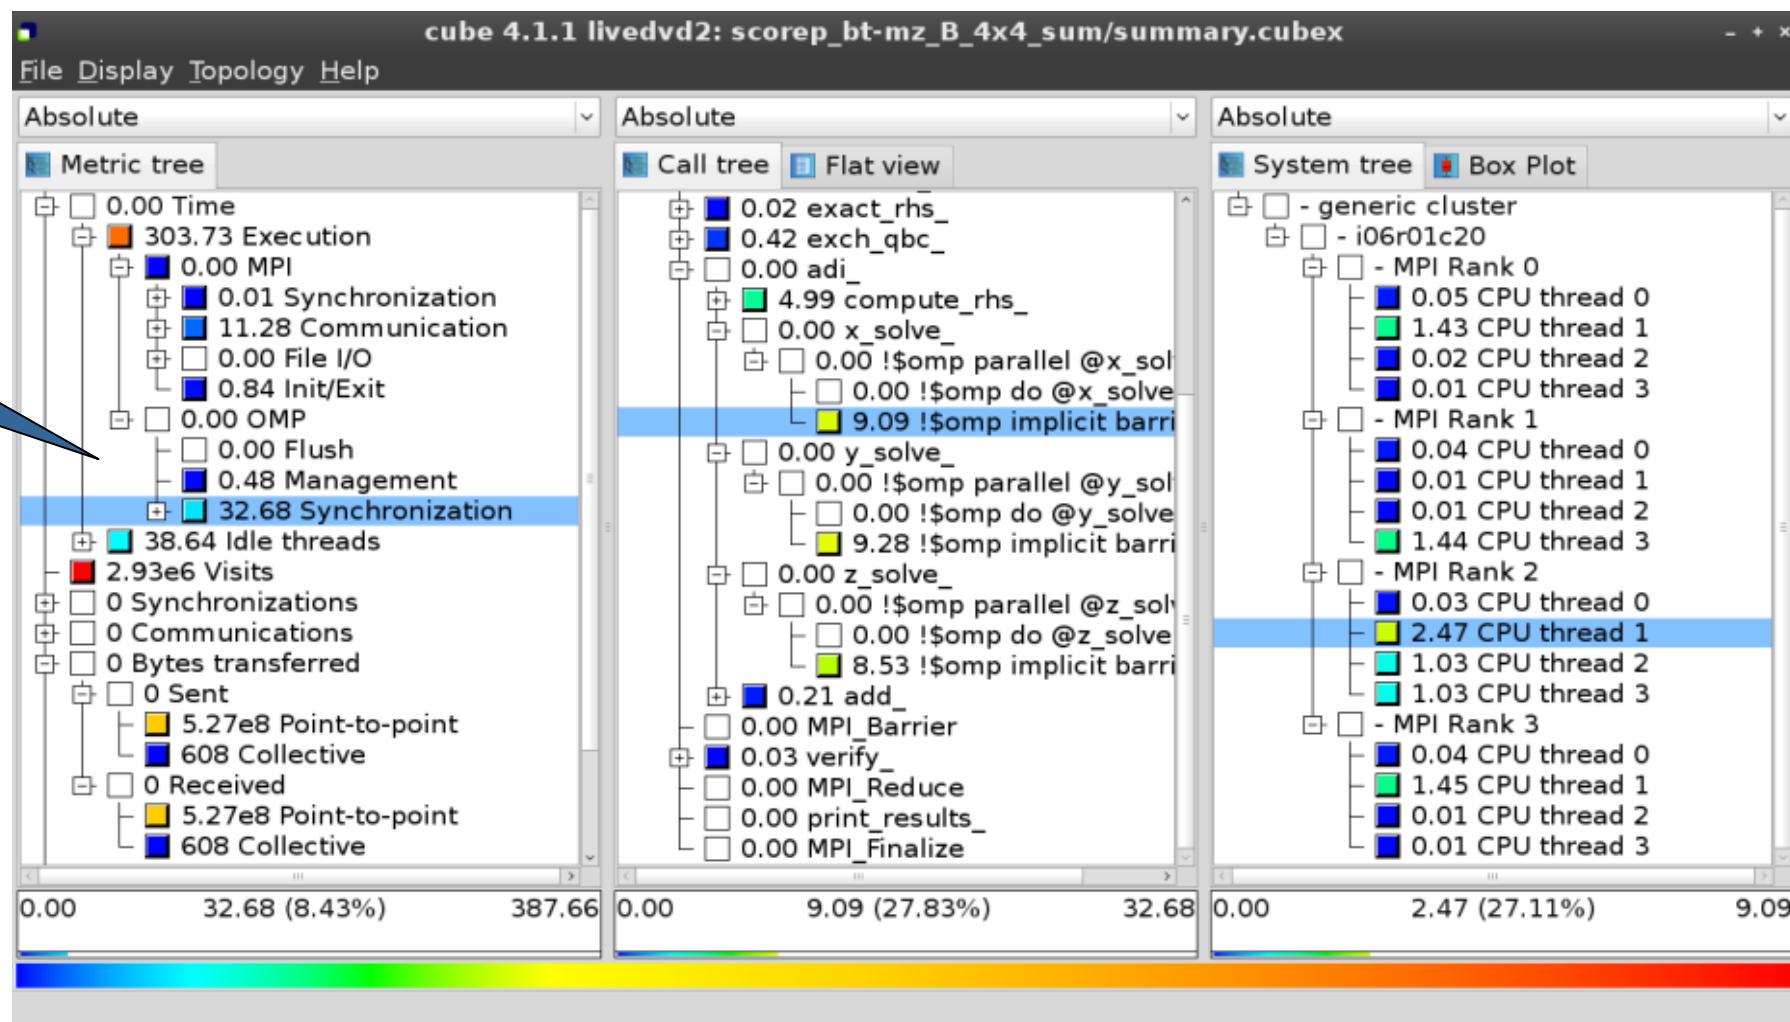 cube 4.1.1 livedvd2: scorep_bt-mz_B_4x4_sum/summary.cubex
File Display Topology Help
Absolute
Metric tree
0.00 Time
303.73 Execution
0.00 MPI
0.01 Synchronization
11.28 Communication
0.00 File I/O
0.84 Init/Exit
0.00 OMP
0.00 Flush
0.48 Management
32.68 Synchronization
38.64 Idle threads
2.93e6 Visits
0 Synchronizations
0 Communications
0 Bytes transferred
0 Sent
5.27e8 Point-to-point
608 Collective
0 Received
5.27e8 Point-to-point
608 Collective
0.00 32.68 (8.43%) 387.66
Absolute
Call tree Flat view
0.02 exact_rhs_
0.42 exch_qbc_
0.00 adi_
4.99 compute_rhs_
0.00 x_solve_
0.00 !$omp parallel @x_sol
0.00 !$omp do @x_solve
9.09 !$omp implicit barri
0.00 y_solve_
0.00 !$omp parallel @y_sol
0.00 !$omp do @y_solve
9.28 !$omp implicit barri
0.00 z_solve_
0.00 !$omp parallel @z_solv
0.00 !$omp do @z_solve
8.53 !$omp implicit barri
0.21 add_
0.00 MPI_Barrier
0.03 verify_
0.00 MPI_Reduce
0.00 print_results_
0.00 MPI_Finalize
0.00 9.09 (27.83%) 32.68
Absolute
System tree Box Plot
- generic cluster
- i06r01c20
- MPI Rank 0
0.05 CPU thread 0
1.43 CPU thread 1
0.02 CPU thread 2
0.01 CPU thread 3
- MPI Rank 1
0.04 CPU thread 0
0.01 CPU thread 1
0.01 CPU thread 2
1.44 CPU thread 3
- MPI Rank 2
0.03 CPU thread 0
2.47 CPU thread 1
1.03 CPU thread 2
1.03 CPU thread 3
- MPI Rank 3
0.04 CPU thread 0
1.45 CPU thread 1
0.01 CPU thread 2
0.01 CPU thread 3
0.00 2.47 (27.11%) 9.09